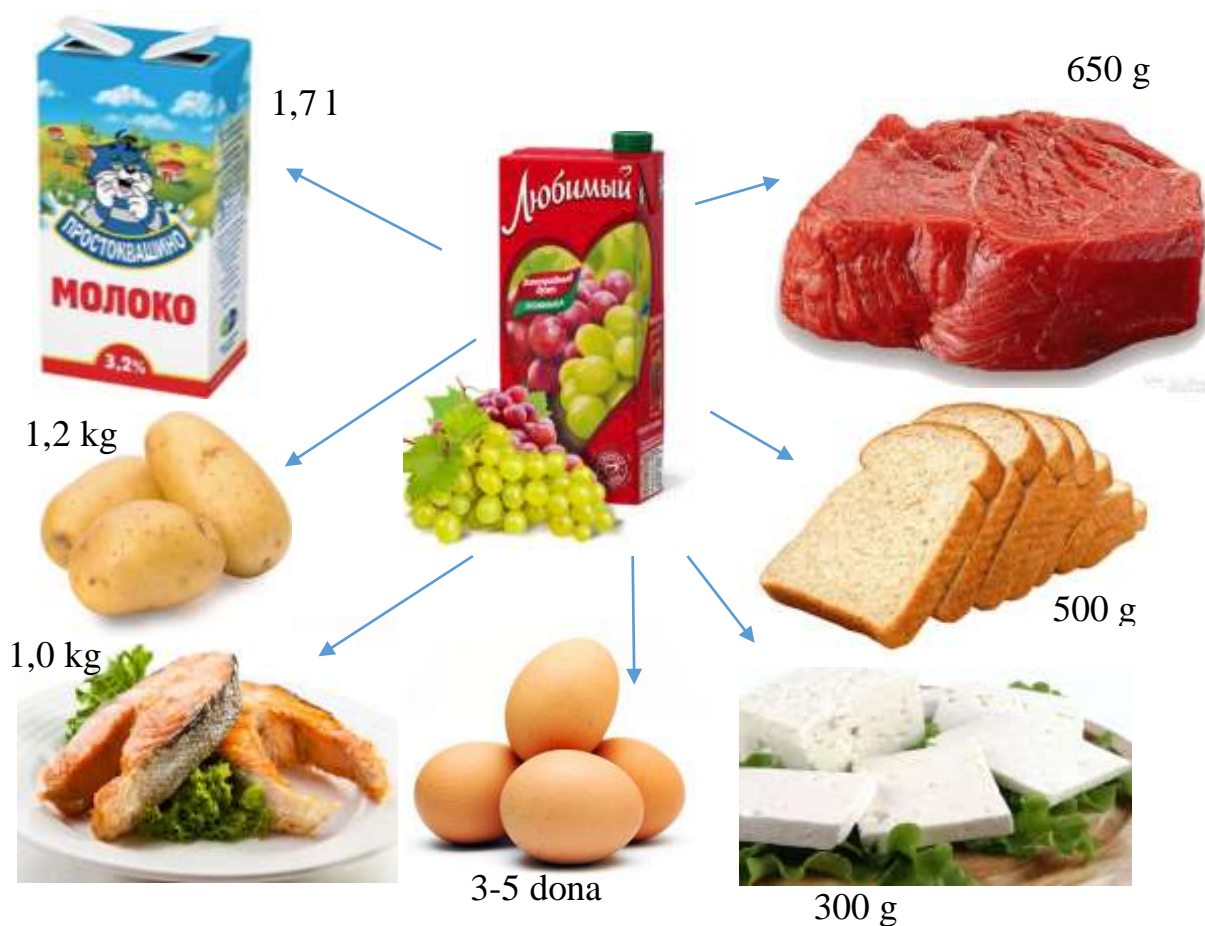 650 g
1,7 l
Любимый
ПРОСТОКВАШИНО
МОЛОКО
3,2%
1,2 kg
500 g
1,0 kg
3-5 dona
300 g